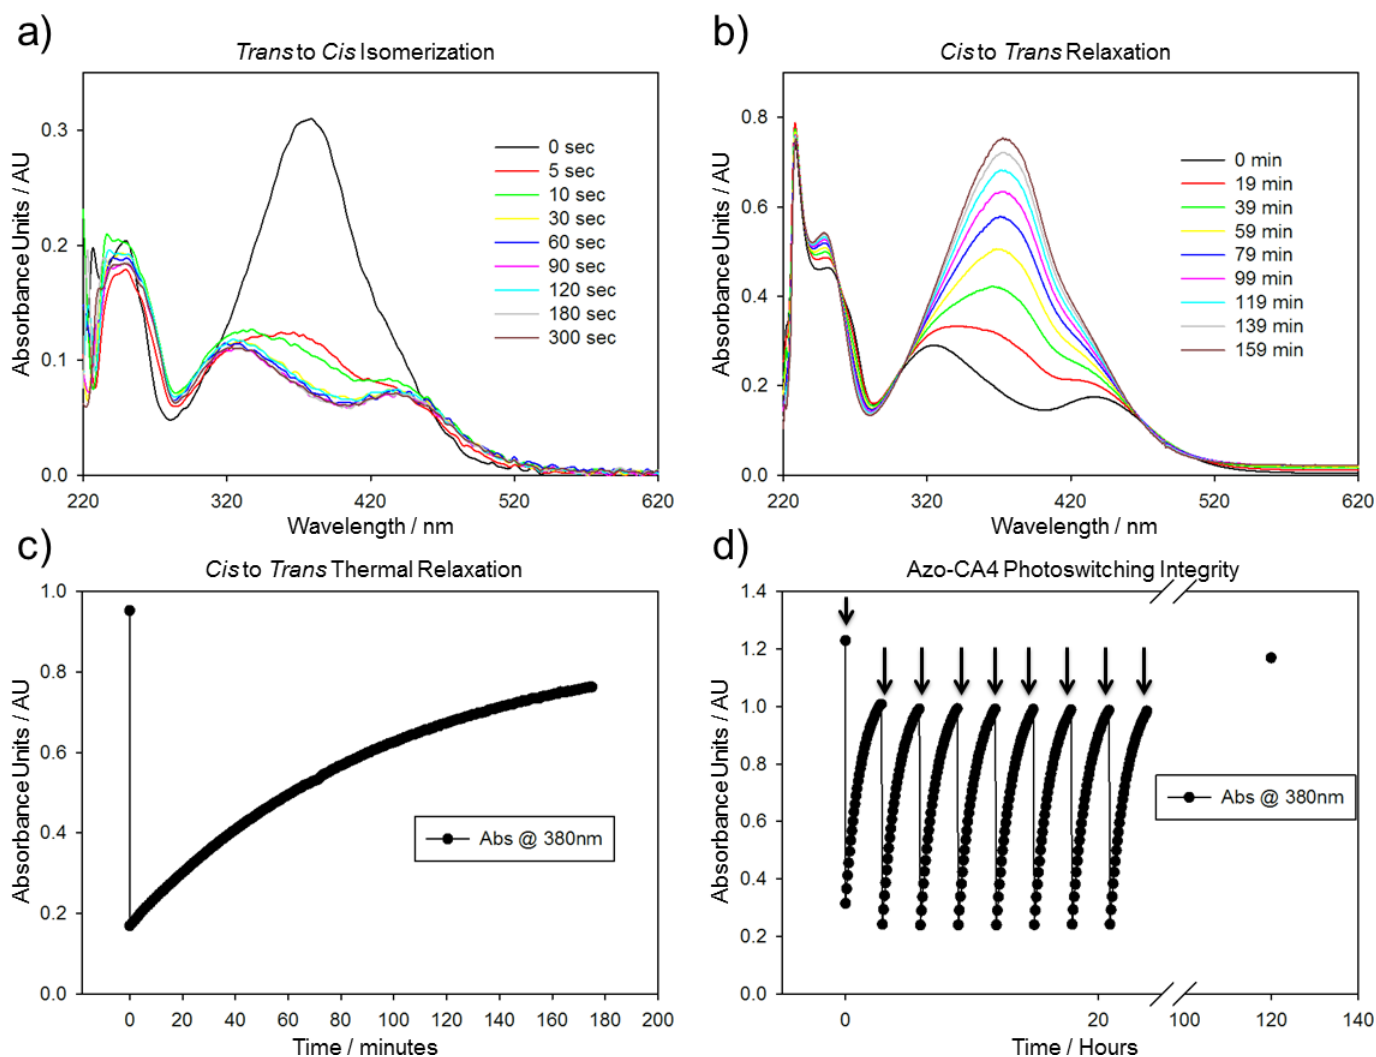 a)
Trans to Cis Isomerization
Absorbance Units / AU
0.3
0.2
0.1
0.0
0 sec
5 sec
10 sec
30 sec
60 sec
90 sec
120 sec
180 sec
300 sec
220 320 420 520 620
Wavelength / nm
b)
Cis to Trans Relaxation
Absorbance Units / AU
0.8
0.6
0.4
0.2
0.0
0 min
19 min
39 min
59 min
79 min
99 min
119 min
139 min
159 min
220 320 420 520 620
Wavelength / nm
c)
Cis to Trans Thermal Relaxation
Absorbance Units / AU
1.0
0.8
0.6
0.4
0.2
0.0
Abs @ 380nm
0 20 40 60 80 100 120 140 160 180 200
Time / minutes
d)
Azo-CA4 Photoswitching Integrity
Absorbance Units / AU
1.4
1.2
1.0
0.8
0.6
0.4
0.2
0.0
Abs @ 380nm
0 20 100 120 140
Time / Hours